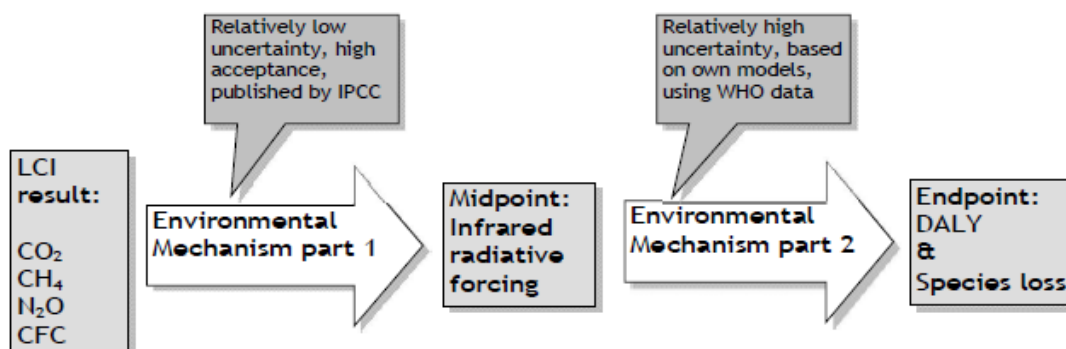 Relatively low
uncertainty, high
acceptance,
published by IPCC
Relatively high
uncertainty, based
on own models,
using WHO data
LCI
result:
CO₂
CH₄
N₂O
CFC
Environmental
Mechanism part 1
Midpoint:
Infrared
radiative
forcing
Environmental
Mechanism part 2
Endpoint:
DALY
&
Species loss